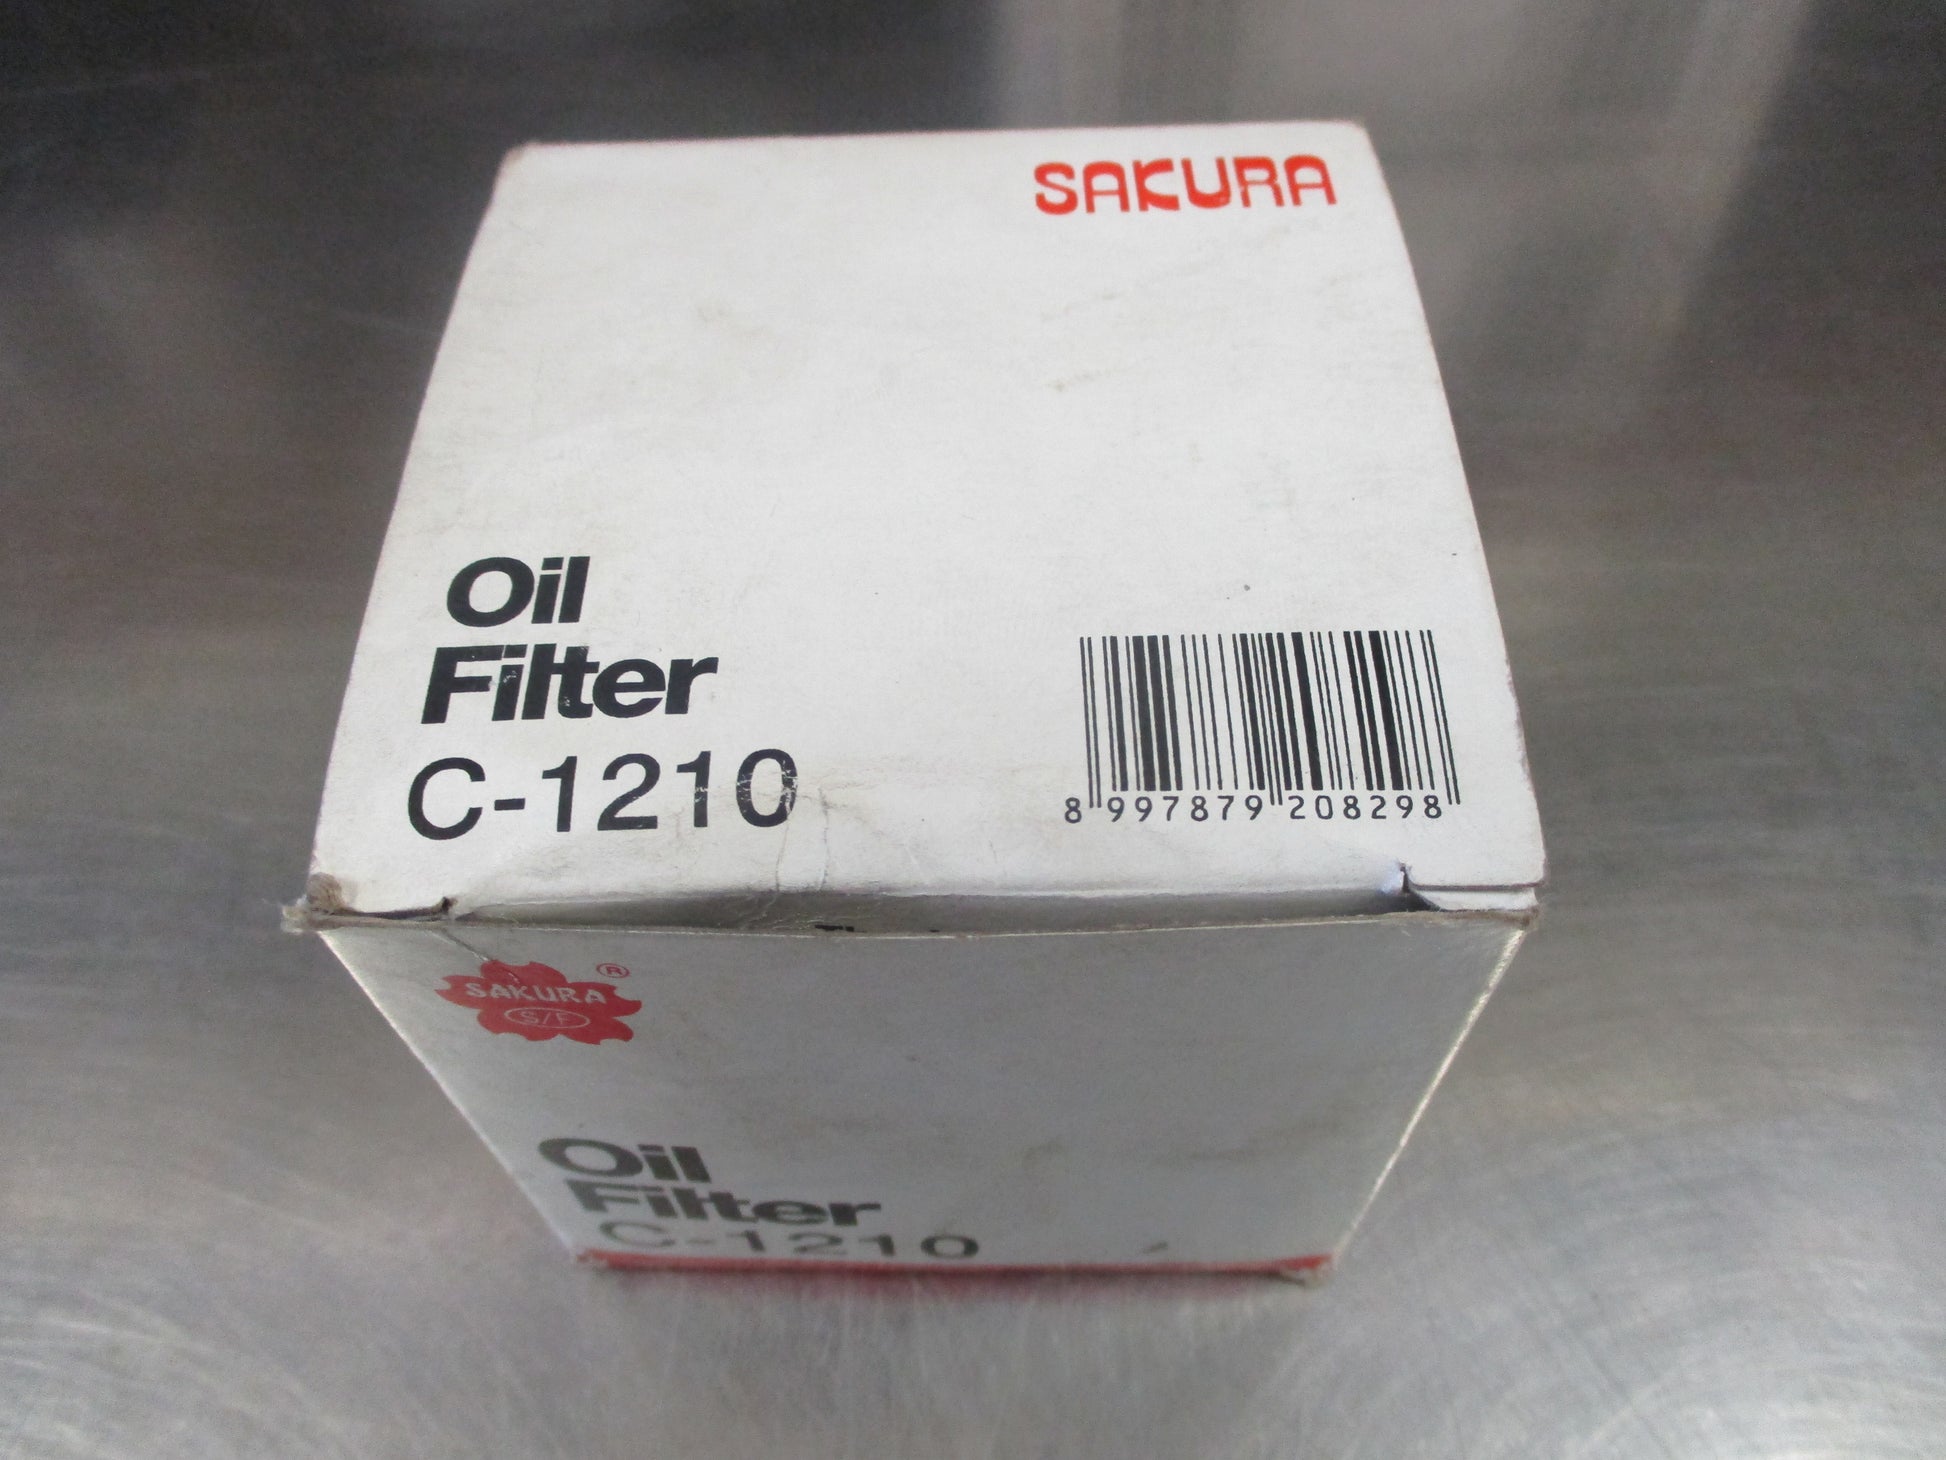 SAKURA
Oil
Filter
C-1210
8 997879 208298
SAKURA ®
S/F
Oil
Filter
C-1210